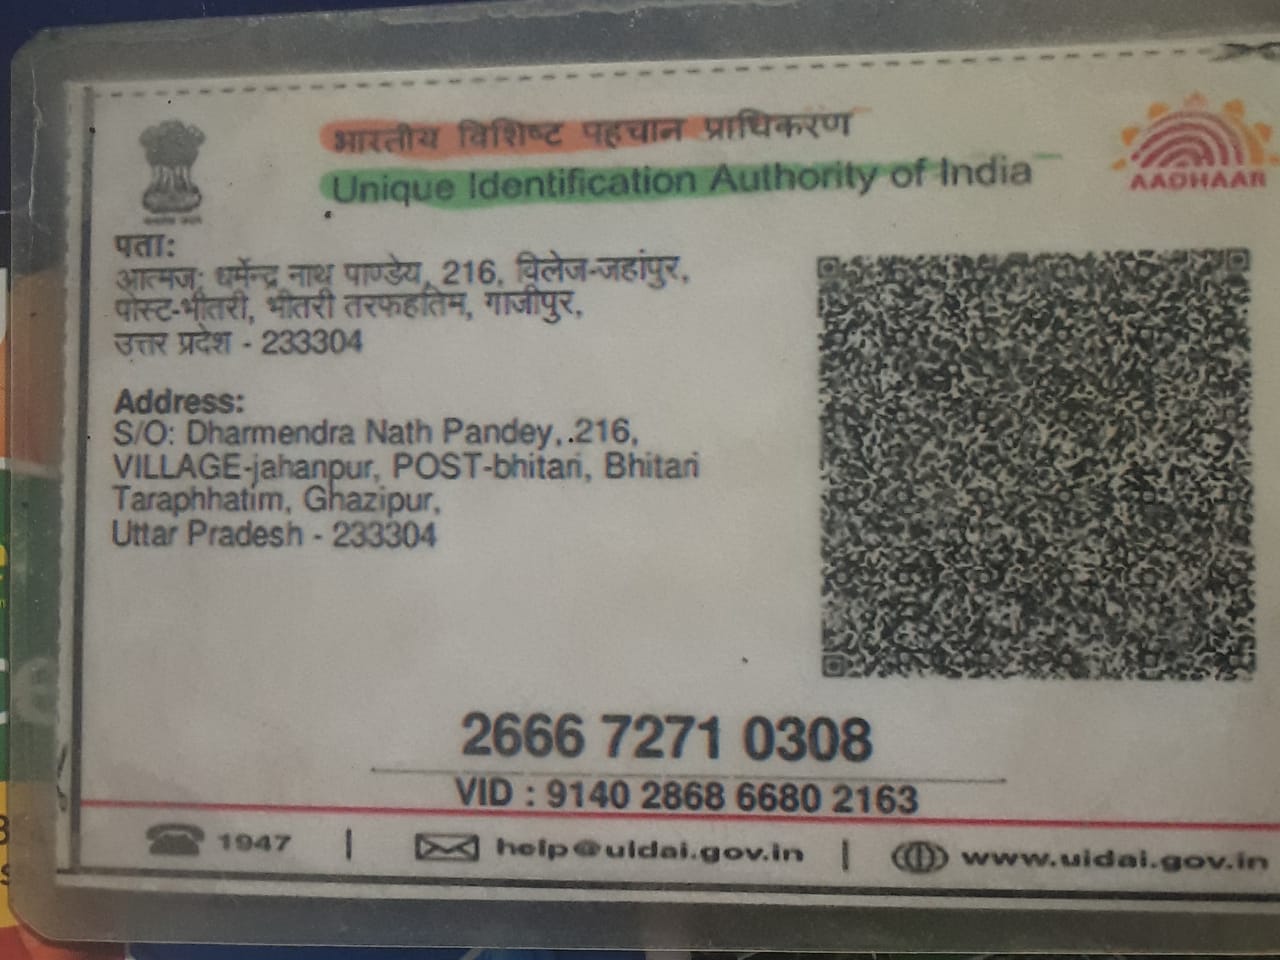 भारतीय विशिष्ट पहचान प्राधिकरण
Unique Identification Authority of India
AADHAAR
पता:
आत्मज: धर्मेन्द्र नाथ पाण्डेय, 216, विलेज-जहांपुर,
पोस्ट-भीतरी, भीतरी तरफहतिम, गाजीपुर,
उत्तर प्रदेश - 233304
Address:
S/O: Dharmendra Nath Pandey, .216,
VILLAGE-jahanpur, POST-bhitari, Bhitari
Taraphhatim, Ghazipur,
Uttar Pradesh - 233304
2666 7271 0308
VID : 9140 2868 6680 2163
1947 | help@uidai.gov.in | www.uidai.gov.in